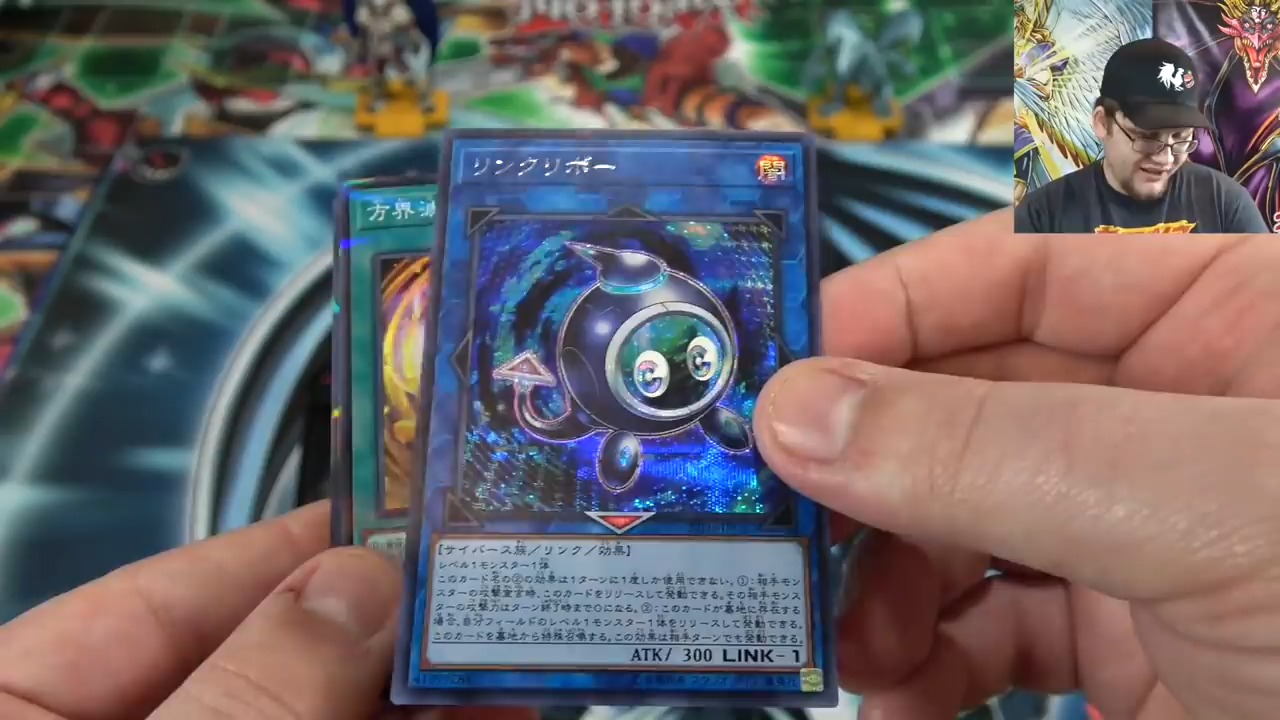 リンクリボー
闇
方界
[サイバース族／リンク／効果]
レベル1モンスター1体
このカード名の②の効果は1ターンに1度しか使用できない。①：相手モン
スターの攻撃宣言時、このカードをリリースして発動できる。その相手モンス
ターの攻撃力はターン終了時まで0になる。②：このカードが墓地に存在する
場合、自分フィールドのレベル1モンスター1体をリリースして発動できる。
このカードを墓地から特殊召喚する。この効果は相手ターンでも発動できる。
ATK/ 300 LINK-1